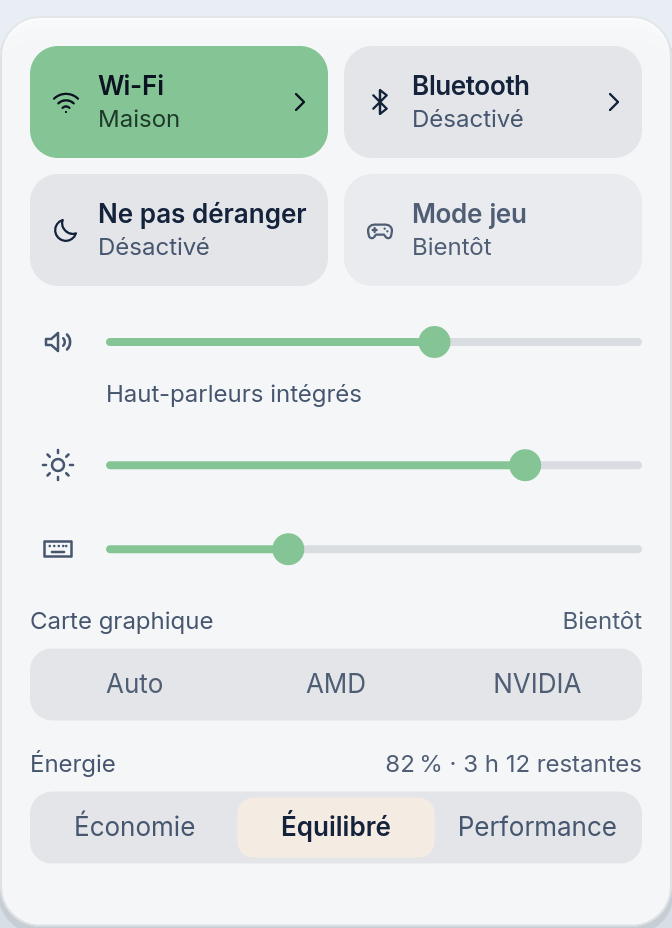 Wi-Fi
Maison
Bluetooth
Désactivé
Ne pas déranger
Désactivé
Mode jeu
Bientôt
Haut-parleurs intégrés
Carte graphique
Bientôt
Auto
AMD
NVIDIA
Énergie
82 % · 3 h 12 restantes
Économie
Équilibré
Performance